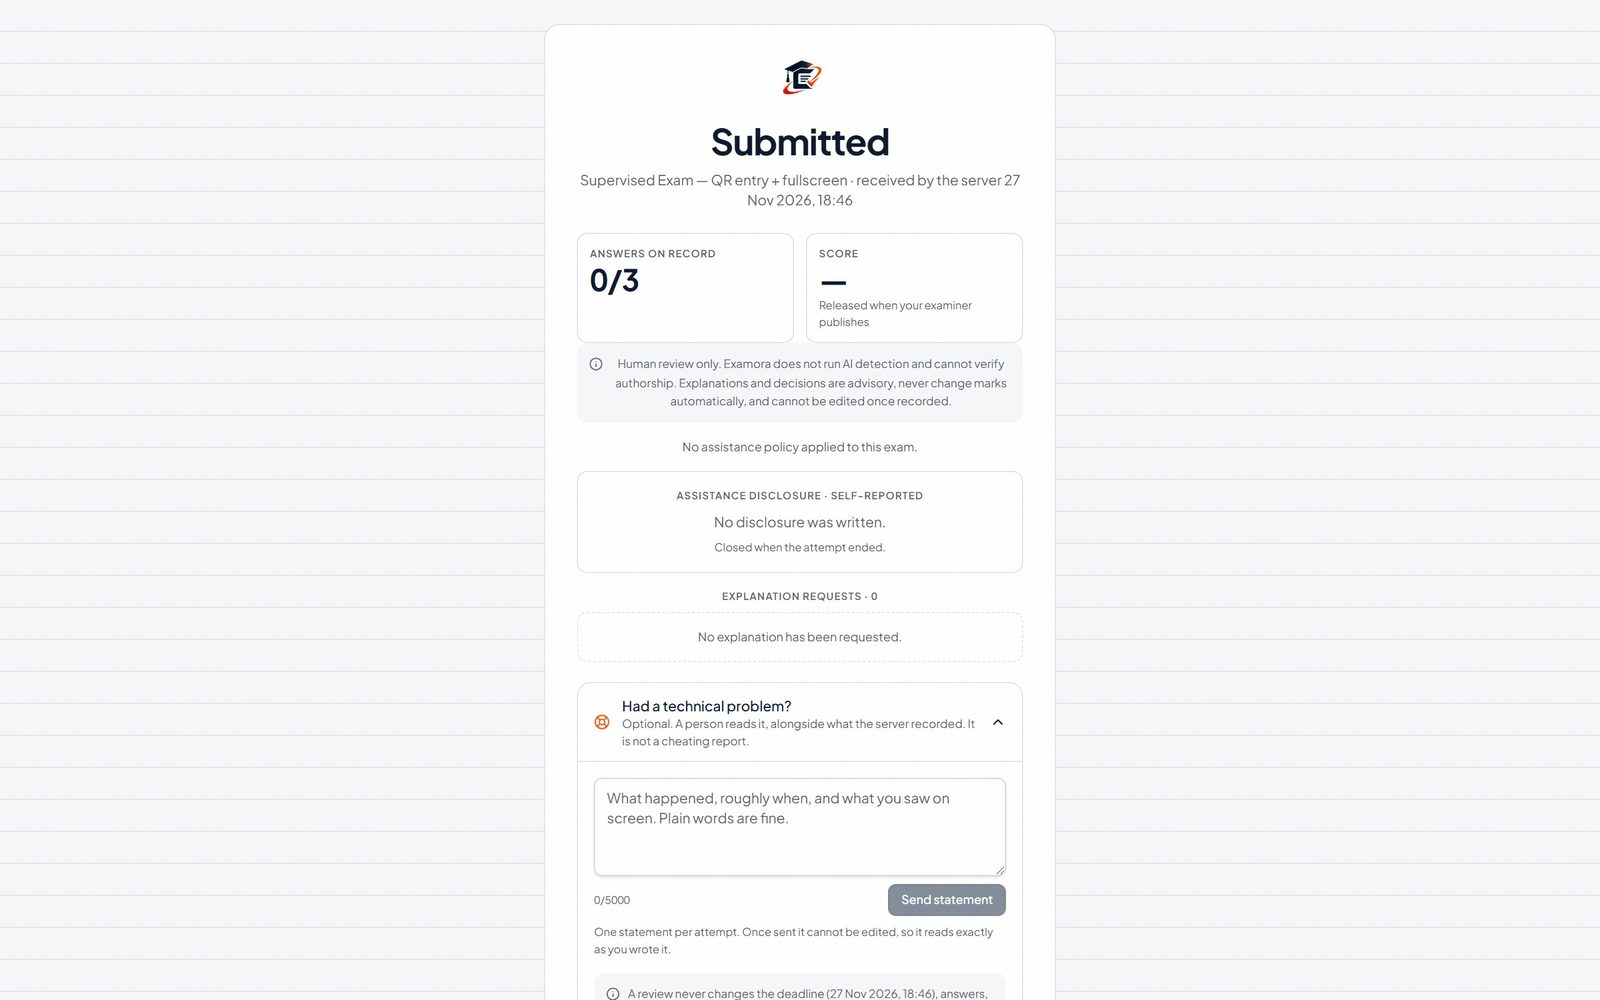 Submitted
Supervised Exam — QR entry + fullscreen · received by the server 27
Nov 2026, 18:46
ANSWERS ON RECORD
0/3
SCORE
—
Released when your examiner
publishes
Human review only. Examora does not run AI detection and cannot verify
authorship. Explanations and decisions are advisory, never change marks
automatically, and cannot be edited once recorded.
No assistance policy applied to this exam.
ASSISTANCE DISCLOSURE · SELF-REPORTED
No disclosure was written.
Closed when the attempt ended.
EXPLANATION REQUESTS · 0
No explanation has been requested.
Had a technical problem?
Optional. A person reads it, alongside what the server recorded. It
is not a cheating report.
What happened, roughly when, and what you saw on
screen. Plain words are fine.
0/5000
Send statement
One statement per attempt. Once sent it cannot be edited, so it reads exactly
as you wrote it.
A review never changes the deadline (27 Nov 2026, 18:46), answers,